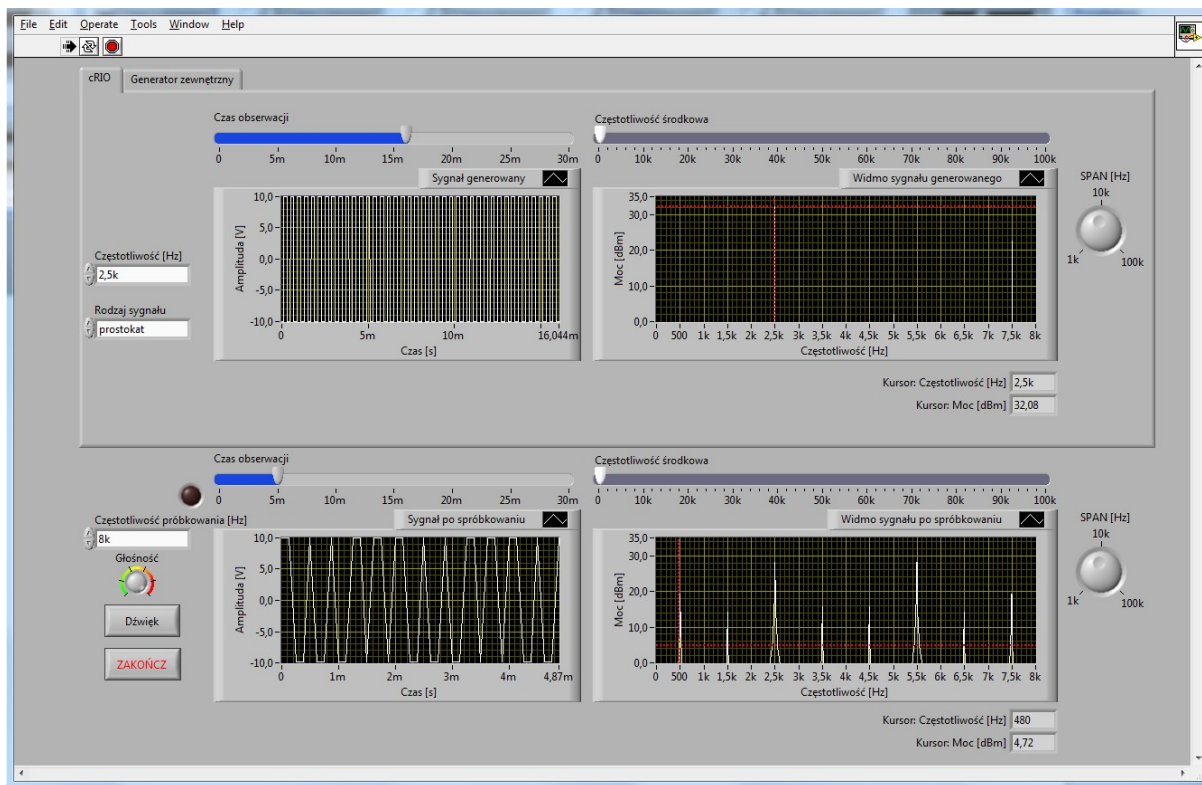 File Edit Operate Tools Window Help
cRIO Generator zewnętrzny
Czas obserwacji
0 5m 10m 15m 20m 25m 30m
Częstotliwość środkowa
0 10k 20k 30k 40k 50k 60k 70k 80k 90k 100k
Sygnał generowany
Częstotliwość [Hz]
2,5k
Rodzaj sygnału
prostokat
Amplituda [V]
10,0
5,0
0,0
-5,0
-10,0
0 5m 10m 16,044m
Czas [s]
Widmo sygnału generowanego
Moc [dBm]
35,0
30,0
20,0
10,0
0,0
0 500 1k 1,5k 2k 2,5k 3k 3,5k 4k 4,5k 5k 5,5k 6k 6,5k 7k 7,5k 8k
Częstotliwość [Hz]
SPAN [Hz]
10k
1k 100k
Kursor: Częstotliwość [Hz] 2,5k
Kursor: Moc [dBm] 32,08
Czas obserwacji
0 5m 10m 15m 20m 25m 30m
Częstotliwość środkowa
0 10k 20k 30k 40k 50k 60k 70k 80k 90k 100k
Częstotliwość próbkowania [Hz]
8k
Głośność
Dźwięk
ZAKOŃCZ
Sygnał po spróbkowaniu
Amplituda [V]
10,0
5,0
0,0
-5,0
-10,0
0 1m 2m 3m 4m 4,87m
Czas [s]
Widmo sygnału po spróbkowaniu
Moc [dBm]
35,0
30,0
20,0
10,0
0,0
0 500 1k 1,5k 2k 2,5k 3k 3,5k 4k 4,5k 5k 5,5k 6k 6,5k 7k 7,5k 8k
Częstotliwość [Hz]
SPAN [Hz]
10k
1k 100k
Kursor: Częstotliwość [Hz] 480
Kursor: Moc [dBm] 4,72